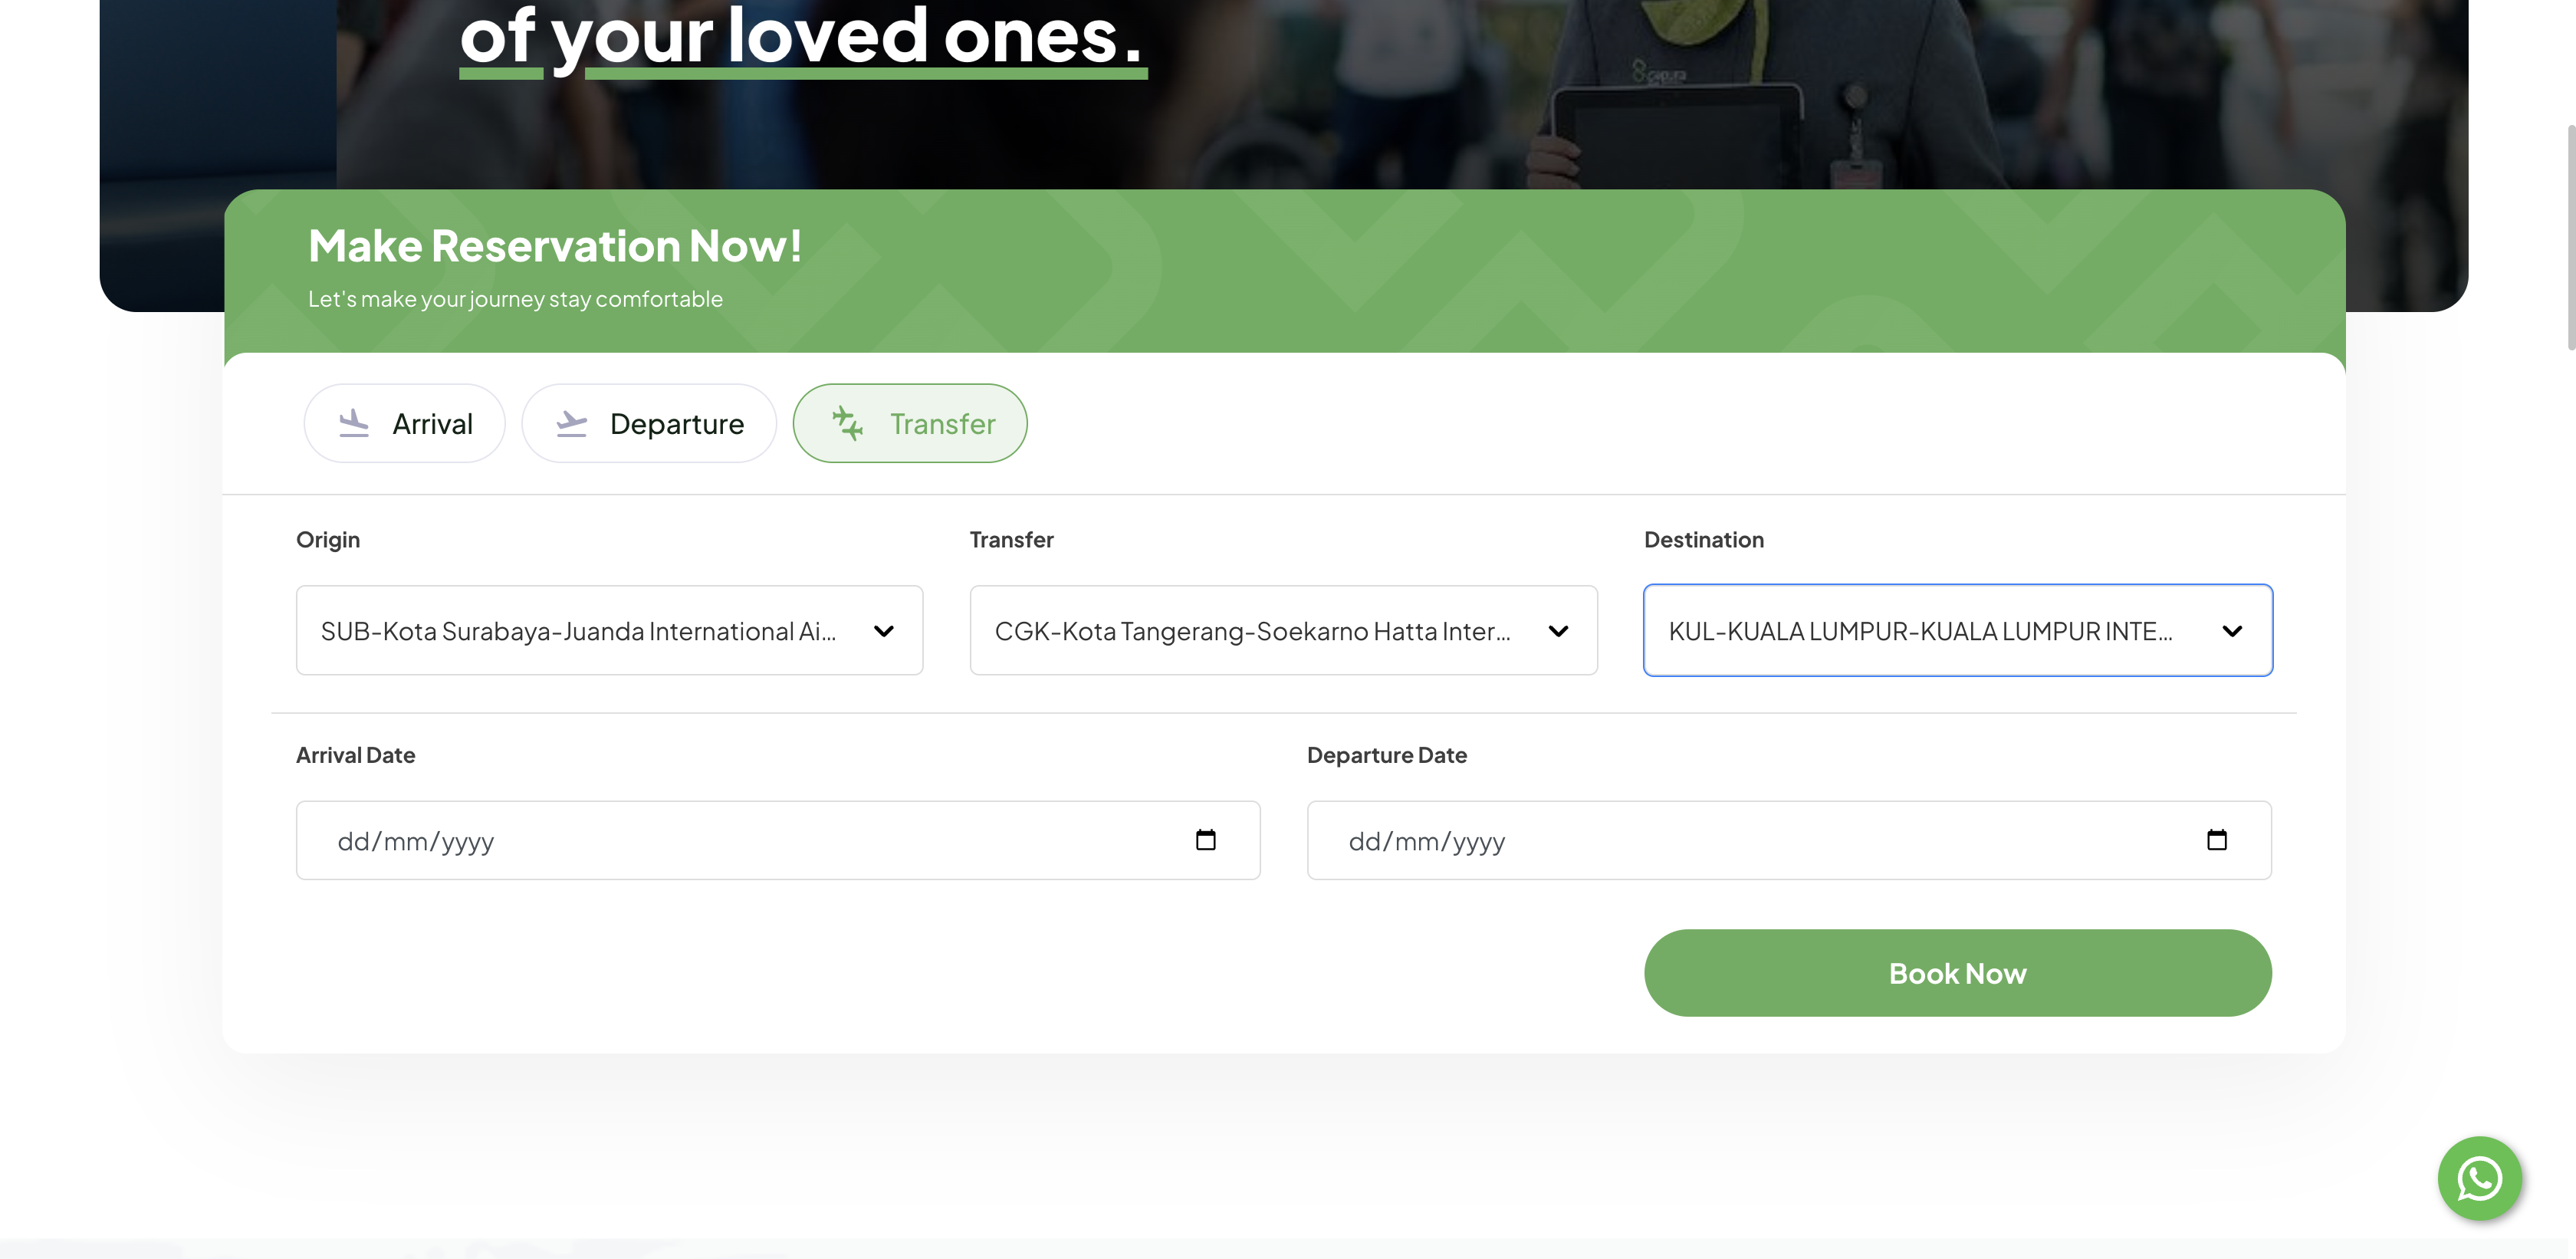 of your loved ones.
Make Reservation Now!
Let's make your journey stay comfortable
Arrival
Departure
Transfer
Origin
Transfer
Destination
SUB-Kota Surabaya-Juanda International Ai...
CGK-Kota Tangerang-Soekarno Hatta Inter...
KUL-KUALA LUMPUR-KUALA LUMPUR INTE...
Arrival Date
Departure Date
dd/mm/yyyy
dd/mm/yyyy
Book Now